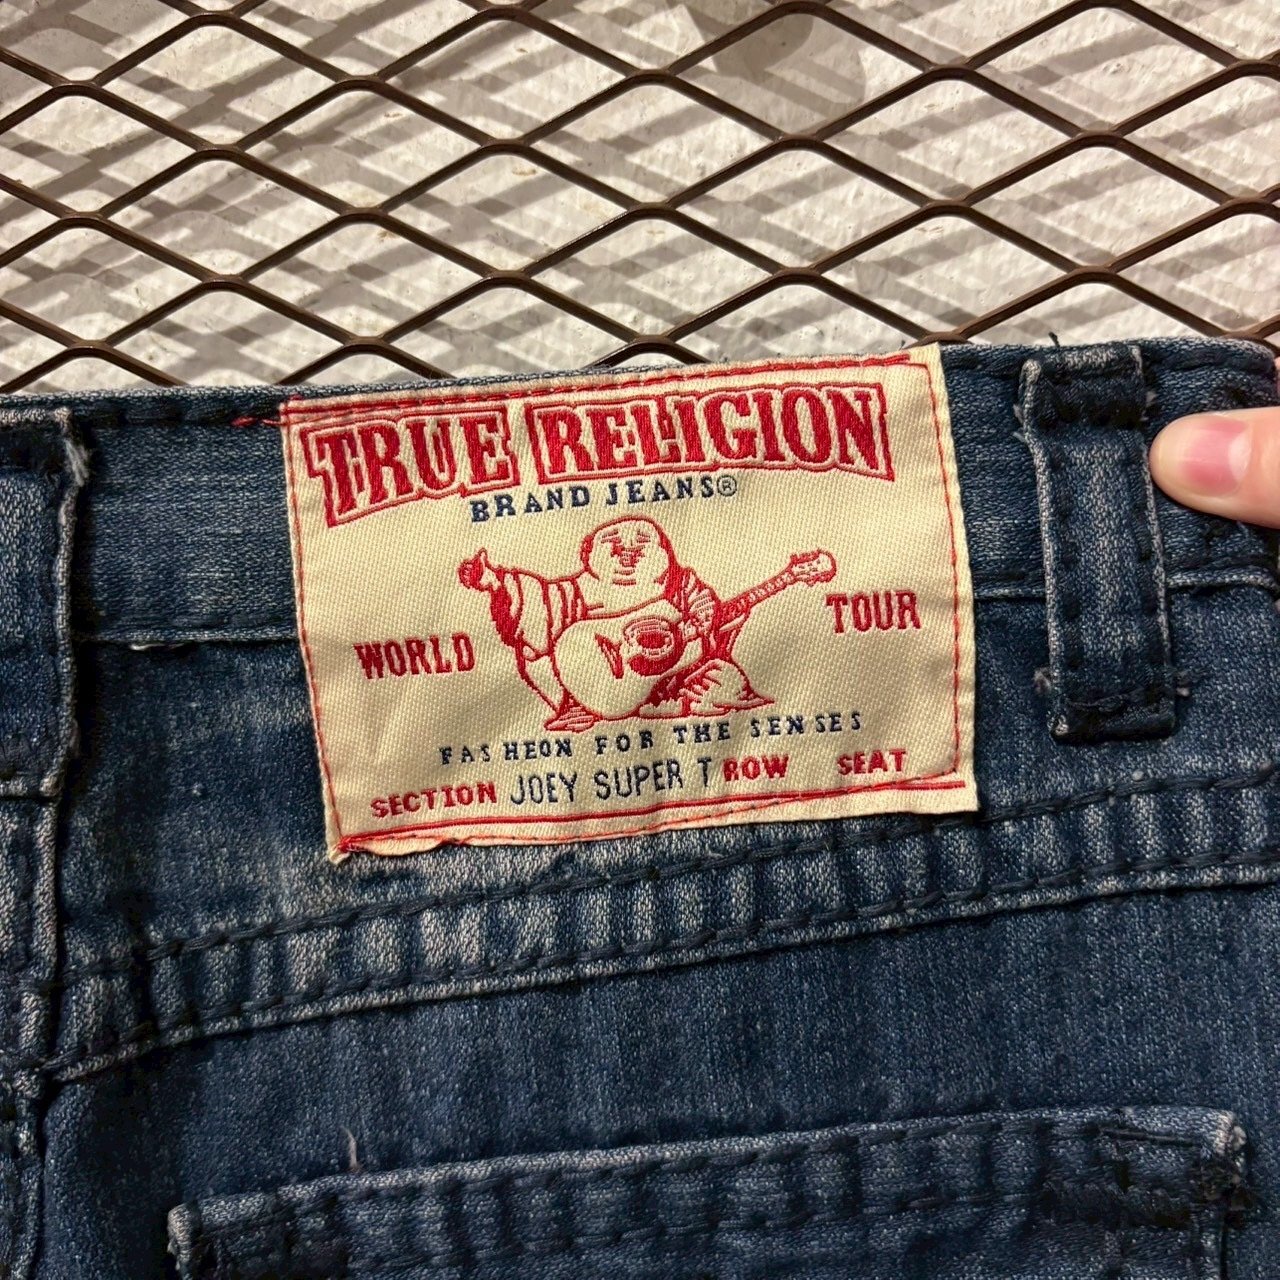 TRUE RELIGION
BRAND JEANS®
WORLD TOUR
FASHEON FOR THE SENSES
SECTION JOEY SUPER T ROW SEAT